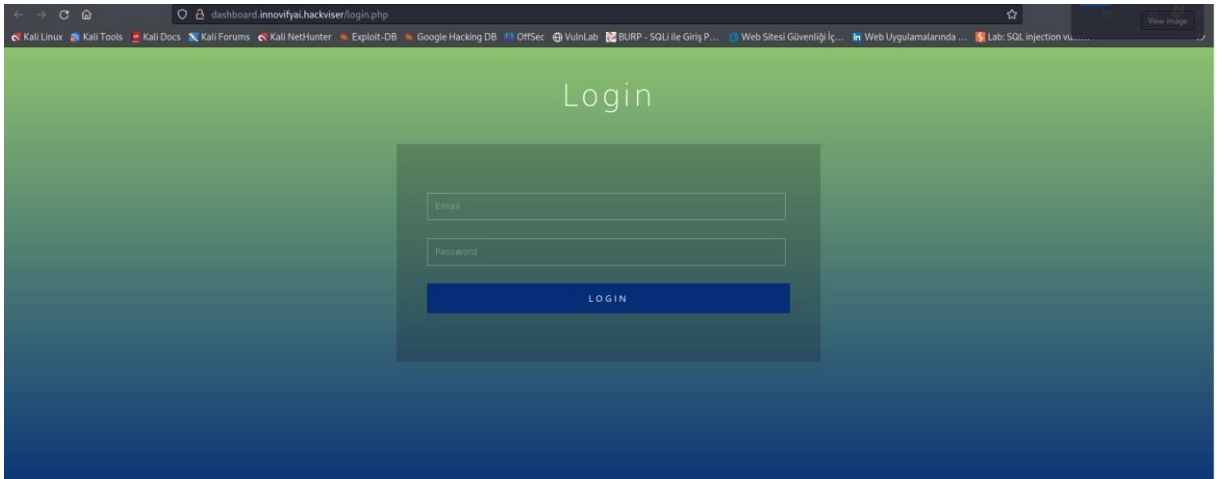 dashboard.innovifyai.hackviser/login.php
View image
Kali Linux Kali Tools Kali Docs Kali Forums Kali NetHunter Exploit-DB Google Hacking DB OffSec VulnLab BURP - SQLi ile Giriş P... Web Sitesi Güvenliği İç... Web Uygulamalarında ... Lab: SQL injection
Login
Email
Password
LOGIN